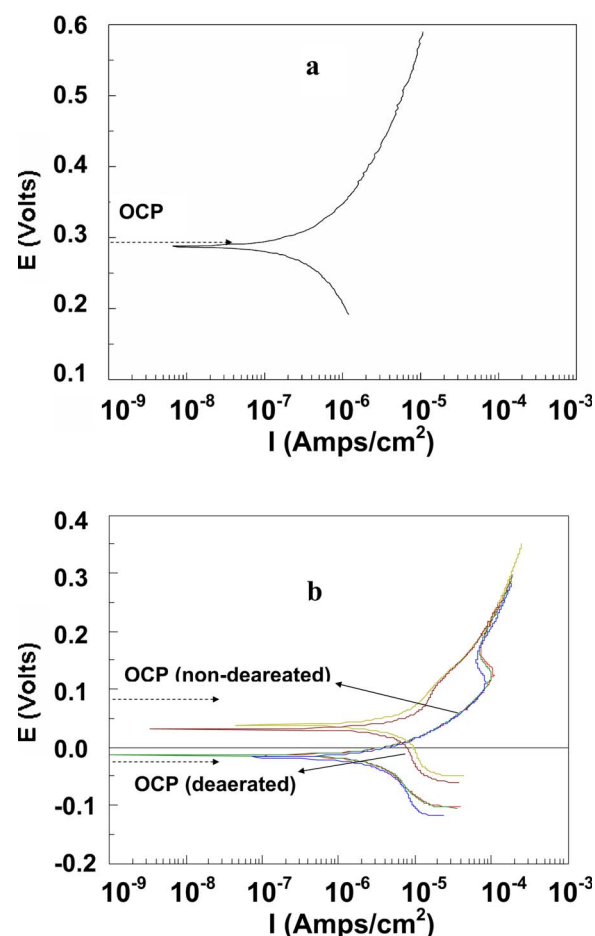 0.6
a
0.5
0.4
E (Volts)
OCP
0.3
0.2
0.1
10-9 10-8 10-7 10-6 10-5 10-4 10-3
I (Amps/cm2)
0.4
b
0.3
0.2
OCP (non-deareated)
0.1
E (Volts)
0.0
OCP (deaerated)
-0.1
-0.2
10-9 10-8 10-7 10-6 10-5 10-4 10-3
I (Amps/cm2)